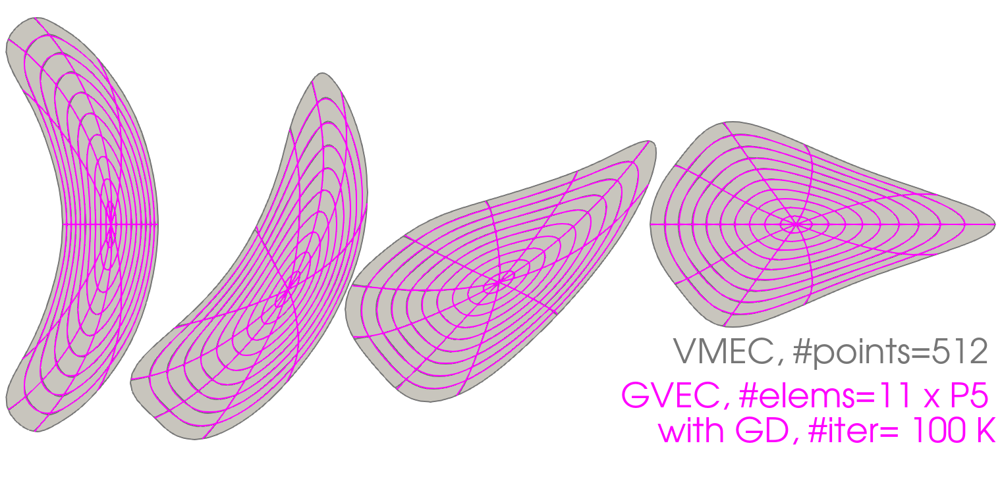 VMEC, #points=512
GVEC, #elems=11 x P5
with GD, #iter= 100 K